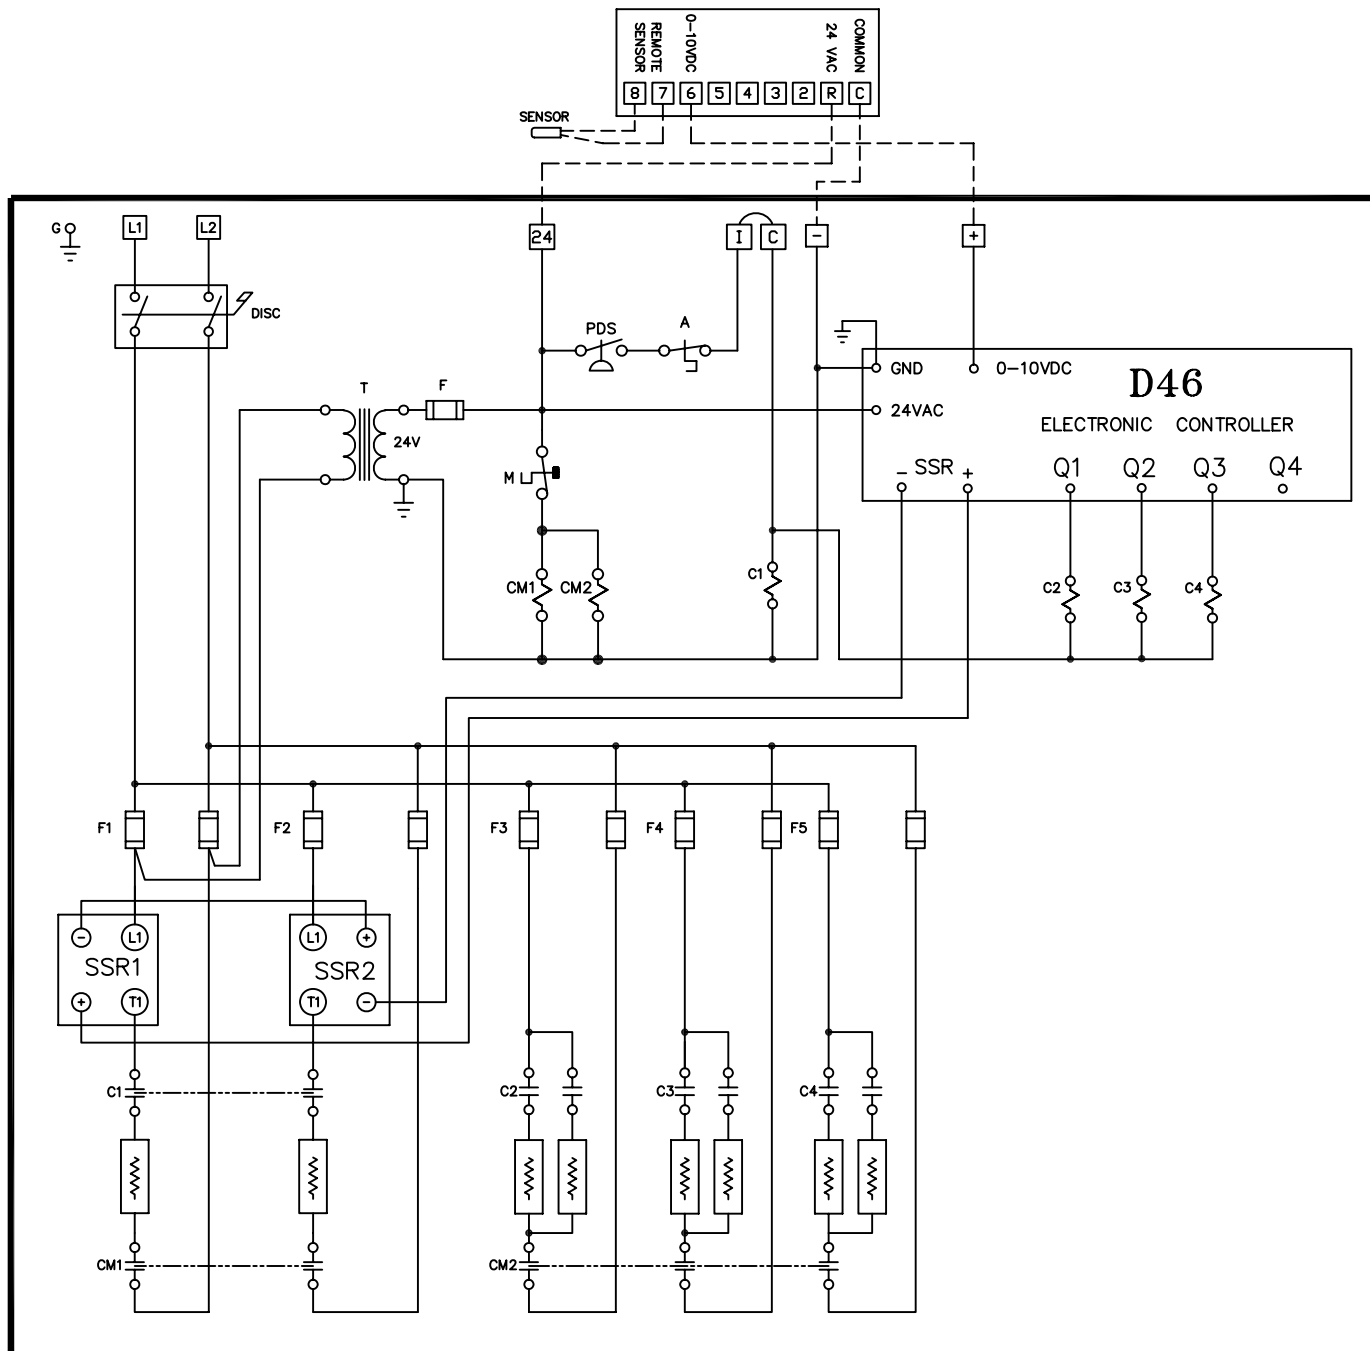 REMOTE
SENSOR
0-10VDC
24 VAC
COMMON
8 7 6 5 4 3 2 R C
SENSOR
G L1 L2 24 I C - +
DISC
PDS A
GND 0-10VDC
D46
T F
24V
24VAC
ELECTRONIC CONTROLLER
- SSR + Q1 Q2 Q3 Q4
M
CM1 CM2 C1 C2 C3 C4
F1 F2 F3 F4 F5
- L1 L1 +
SSR1 SSR2
+ T1 T1 -
C1 C2 C3 C4
CM1 CM2